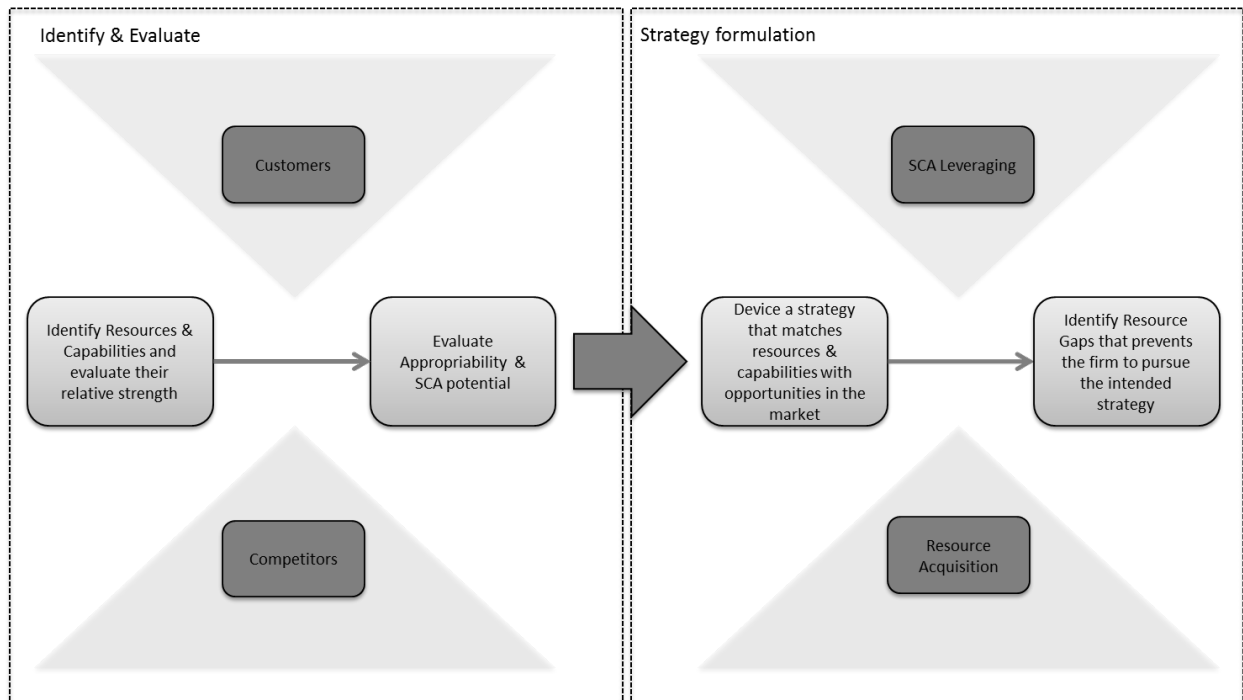 Identify & Evaluate
Customers
Identify Resources &
Capabilities and
evaluate their
relative strength
Evaluate
Appropriability &
SCA potential
Competitors
Strategy formulation
SCA Leveraging
Device a strategy
that matches
resources &
capabilities with
opportunities in the
market
Identify Resource
Gaps that prevents
the firm to pursue
the intended
strategy
Resource
Acquisition